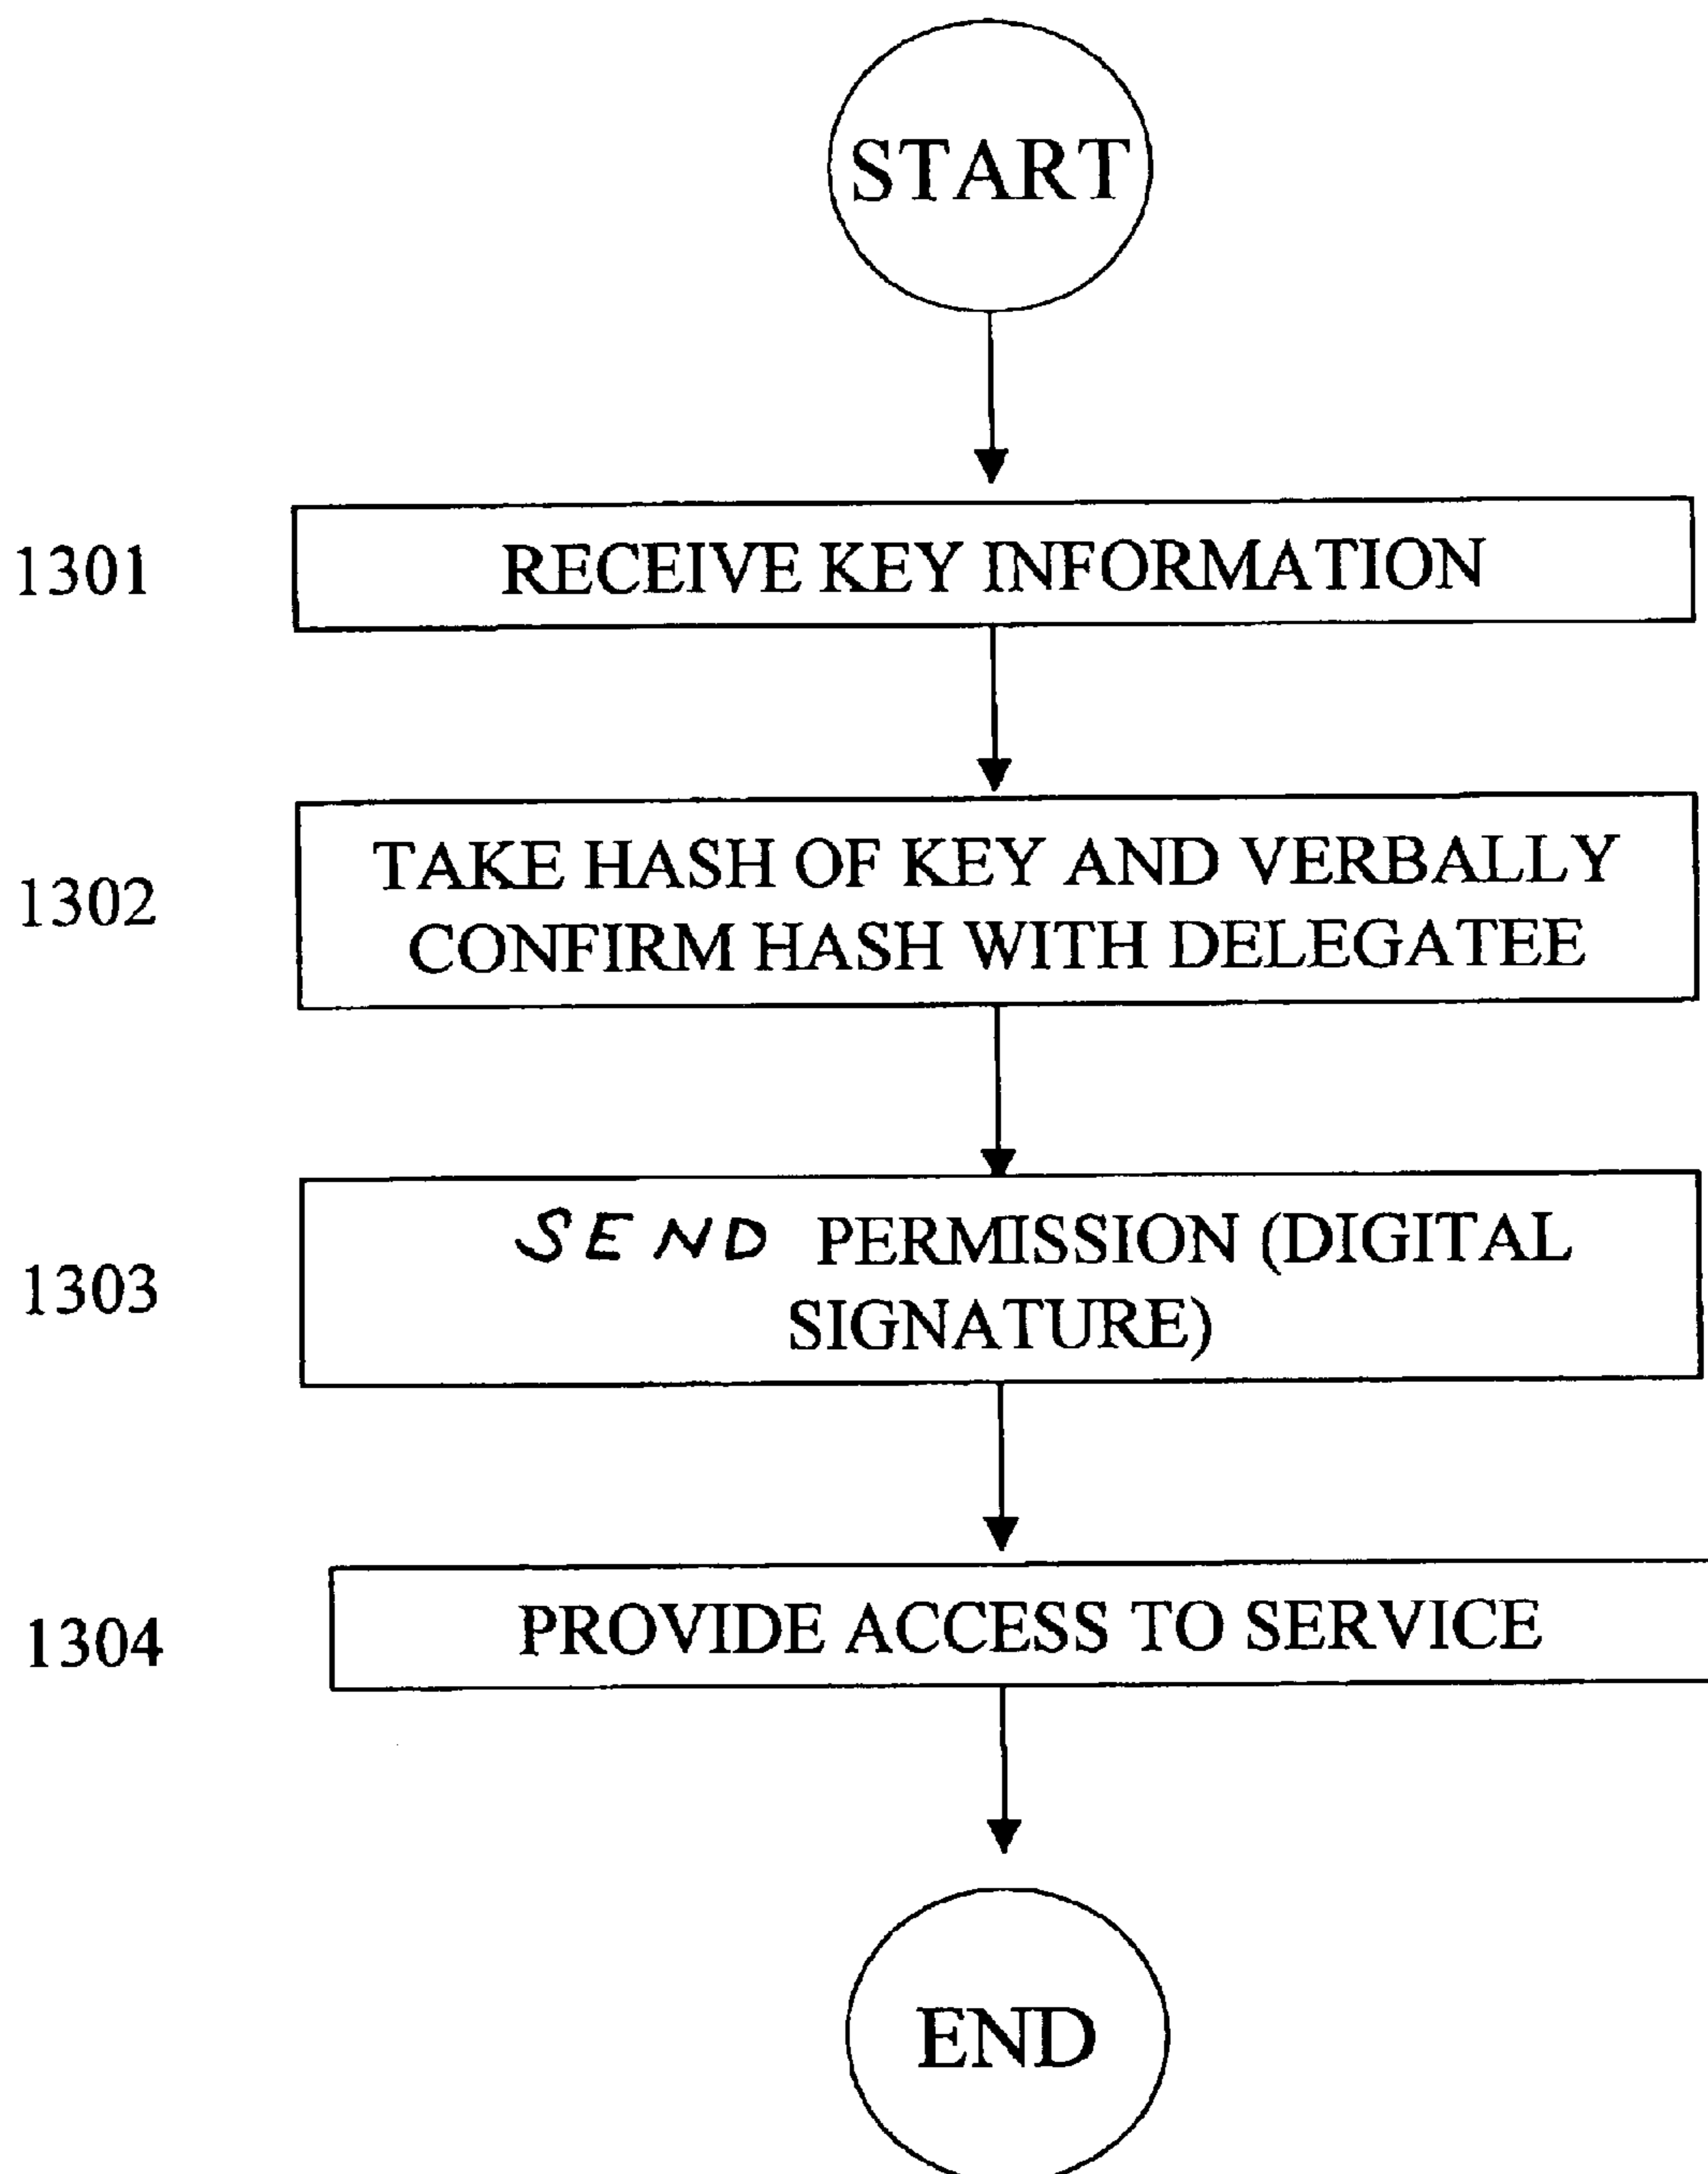 START
1301
RECEIVE KEY INFORMATION
1302
TAKE HASH OF KEY AND VERBALLY
CONFIRM HASH WITH DELEGATEE
1303
SEND PERMISSION (DIGITAL
SIGNATURE)
1304
PROVIDE ACCESS TO SERVICE
END